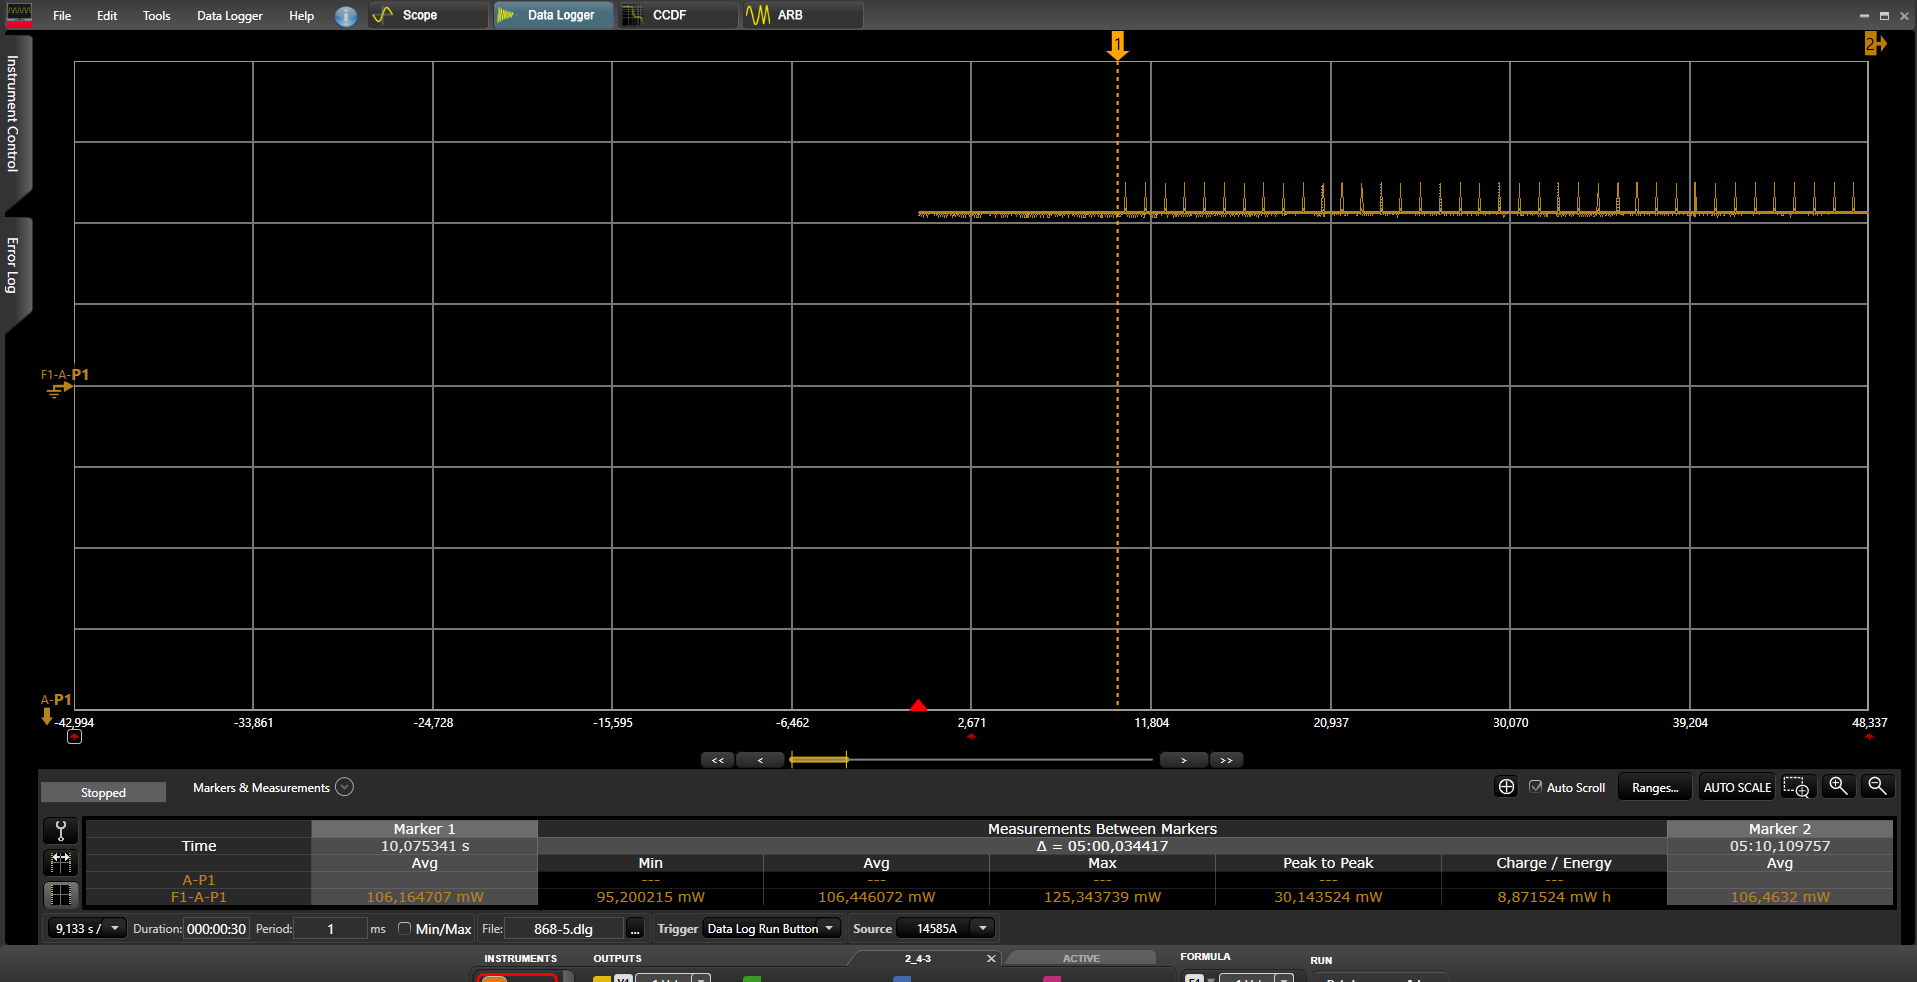 File Edit Tools Data Logger Help i Scope Data Logger CCDF ARB
Instrument Control
Error Log
1 2
F1-A-P1
A-P1
-42,994 -33,861 -24,728 -15,595 -6,462 2,671 11,804 20,937 30,070 39,204 48,337
<< < > >>
Stopped Markers & Measurements Auto Scroll Ranges... AUTO SCALE
Marker 1 Measurements Between Markers Marker 2
Time 10,075341 s Δ = 05:00,034417 05:10,109757
Avg Min Avg Max Peak to Peak Charge / Energy Avg
A-P1 --- --- --- --- ---
F1-A-P1 106,164707 mW 95,200215 mW 106,446072 mW 125,343739 mW 30,143524 mW 8,871524 mW h 106,4632 mW
9,133 s / Duration: 000:00:30 Period: 1 ms Min/Max File: 868-5.dlg ... Trigger Data Log Run Button Source 14585A
INSTRUMENTS OUTPUTS 2_4-3 ACTIVE FORMULA RUN